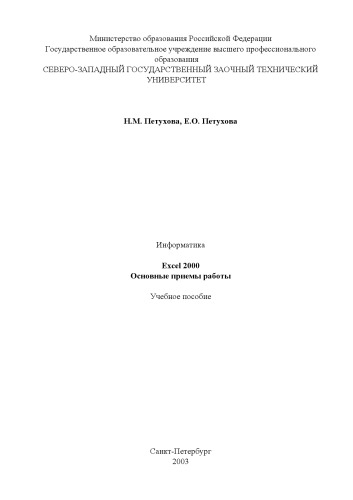 Министерство образования Российской Федерации
Государственное образовательное учреждение высшего профессионального
образования
СЕВЕРО-ЗАПАДНЫЙ ГОСУДАРСТВЕННЫЙ ЗАОЧНЫЙ ТЕХНИЧЕСКИЙ
УНИВЕРСИТЕТ
Н.М. Петухова, Е.О. Петухова
Информатика
Excel 2000
Основные приемы работы
Учебное пособие
Санкт-Петербург
2003